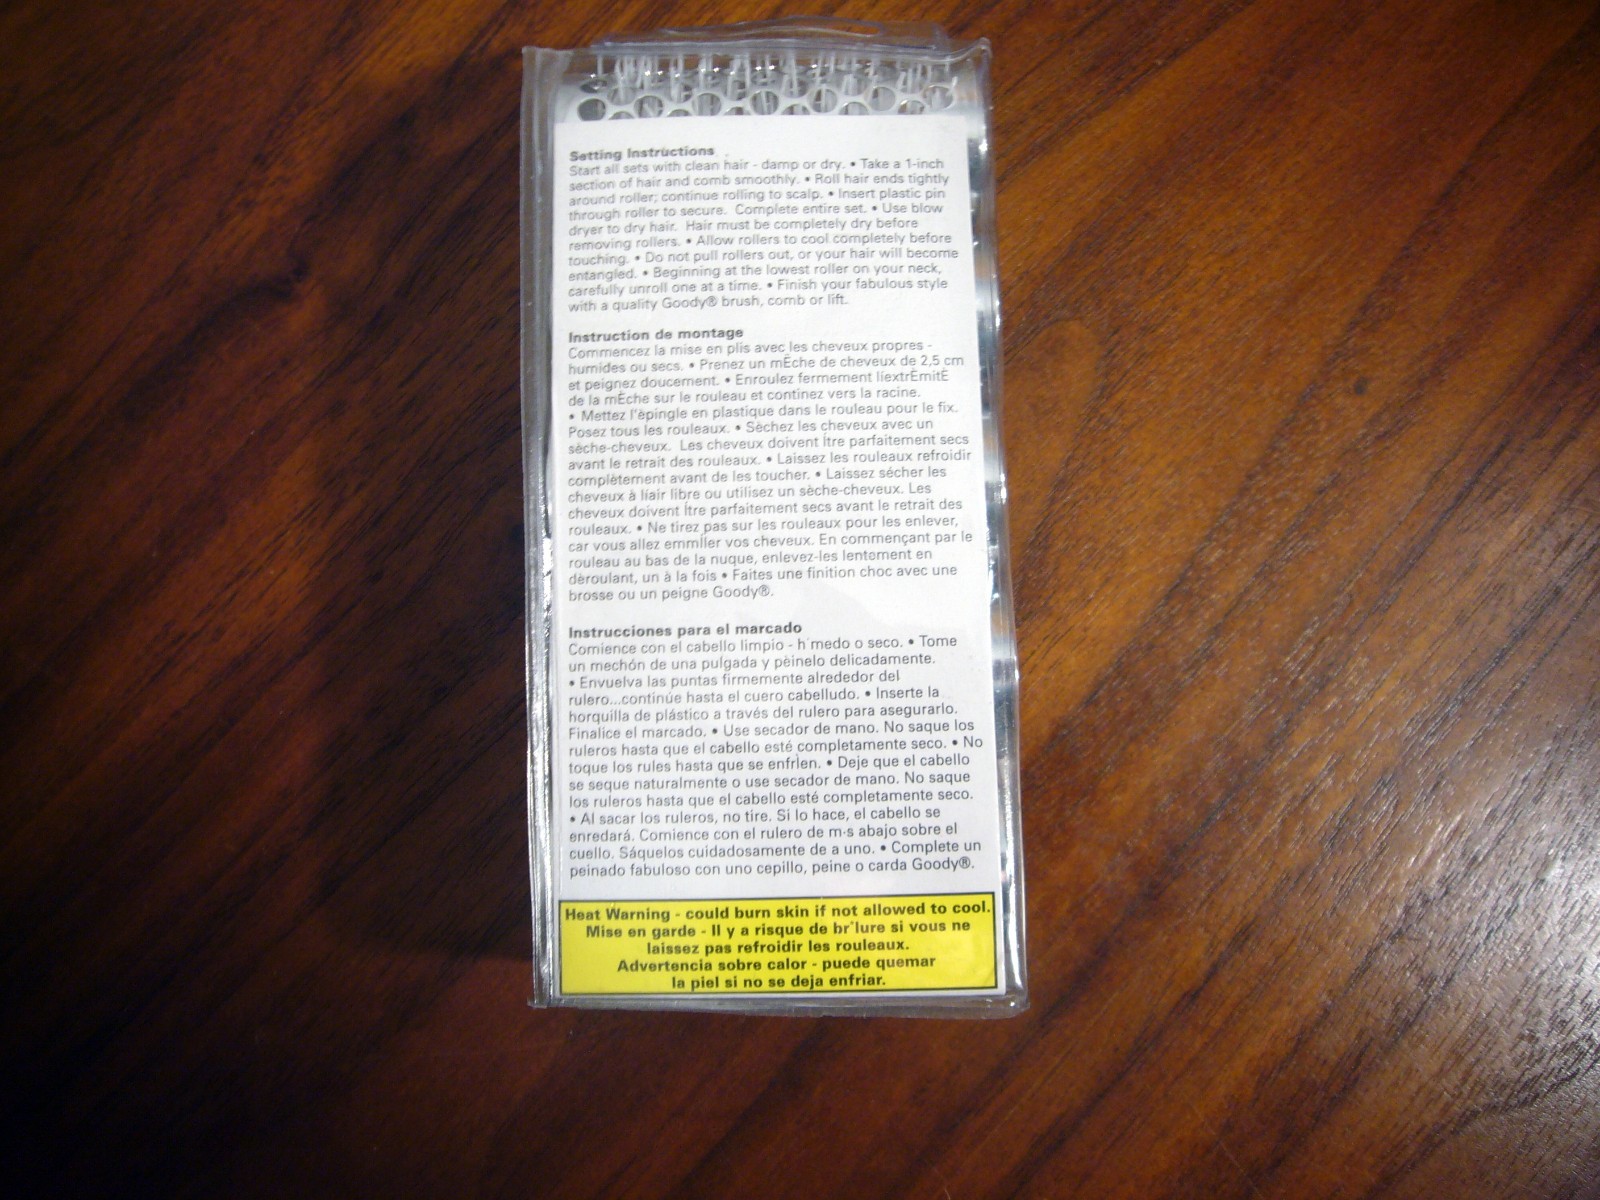 Setting Instructions
Start all sets with clean hair - damp or dry. • Take a 1-inch
section of hair and comb smoothly. • Roll hair ends tightly
around roller; continue rolling to scalp. • Insert plastic pin
through roller to secure. Complete entire set. • Use blow
dryer to dry hair. Hair must be completely dry before
removing rollers. • Allow rollers to cool completely before
touching. • Do not pull rollers out, or your hair will become
entangled. • Beginning at the lowest roller on your neck,
carefully unroll one at a time. • Finish your fabulous style
with a quality Goody® brush, comb or lift.
Instruction de montage
Commencez la mise en plis avec les cheveux propres -
humides ou secs. • Prenez un mËche de cheveux de 2,5 cm
et peignez doucement. • Enroulez fermement líextrËmitË
de la mËche sur le rouleau et continez vers la racine.
• Mettez l'èpingle en plastique dans le rouleau pour le fix.
Posez tous les rouleaux. • Sèchez les cheveux avec un
sèche-cheveux. Les cheveux doivent ître parfaitement secs
avant le retrait des rouleaux. • Laissez les rouleaux refroidir
complètement avant de les toucher. • Laissez sécher les
cheveux à líair libre ou utilisez un sèche-cheveux. Les
cheveux doivent ître parfaitement secs avant le retrait des
rouleaux. • Ne tirez pas sur les rouleaux pour les enlever,
car vous allez emmller vos cheveux. En commençant par le
rouleau au bas de la nuque, enlevez-les lentement en
dèroulant, un à la fois • Faites une finition choc avec une
brosse ou un peigne Goody®.
Instrucciones para el marcado
Comience con el cabello limpio - h˙medo o seco. • Tome
un mechón de una pulgada y pèinelo delicadamente.
• Envuelva las puntas firmemente alrededor del
rulero...continúe hasta el cuero cabelludo. • Inserte la
horquilla de plástico a través del rulero para asegurarlo.
Finalice el marcado. • Use secador de mano. No saque los
ruleros hasta que el cabello esté completamente seco. • No
toque los rules hasta que se enfrlen. • Deje que el cabello
se seque naturalmente o use secador de mano. No saque
los ruleros hasta que el cabello esté completamente seco.
• Al sacar los ruleros, no tire. Si lo hace, el cabello se
enredará. Comience con el rulero de m·s abajo sobre el
cuello. Sáquelos cuidadosamente de a uno. • Complete un
peinado fabuloso con uno cepillo, peine o carda Goody®.
Heat Warning - could burn skin if not allowed to cool.
Mise en garde - Il y a risque de br˚lure si vous ne
laissez pas refroidir les rouleaux.
Advertencia sobre calor - puede quemar
la piel si no se deja enfriar.